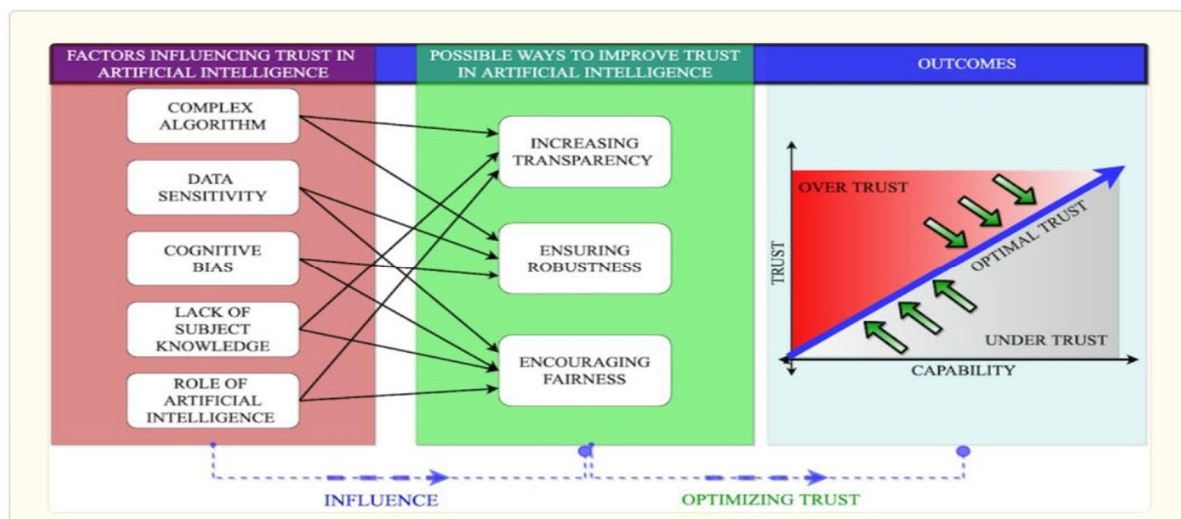 FACTORS INFLUENCING TRUST IN
ARTIFICIAL INTELLIGENCE
COMPLEX
ALGORITHM
DATA
SENSITIVITY
COGNITIVE
BIAS
LACK OF
SUBJECT
KNOWLEDGE
ROLE OF
ARTIFICIAL
INTELLIGENCE
POSSIBLE WAYS TO IMPROVE TRUST
IN ARTIFICIAL INTELLIGENCE
INCREASING
TRANSPARENCY
ENSURING
ROBUSTNESS
ENCOURAGING
FAIRNESS
OUTCOMES
OVER TRUST
TRUST
OPTIMAL TRUST
UNDER TRUST
CAPABILITY
INFLUENCE
OPTIMIZING TRUST